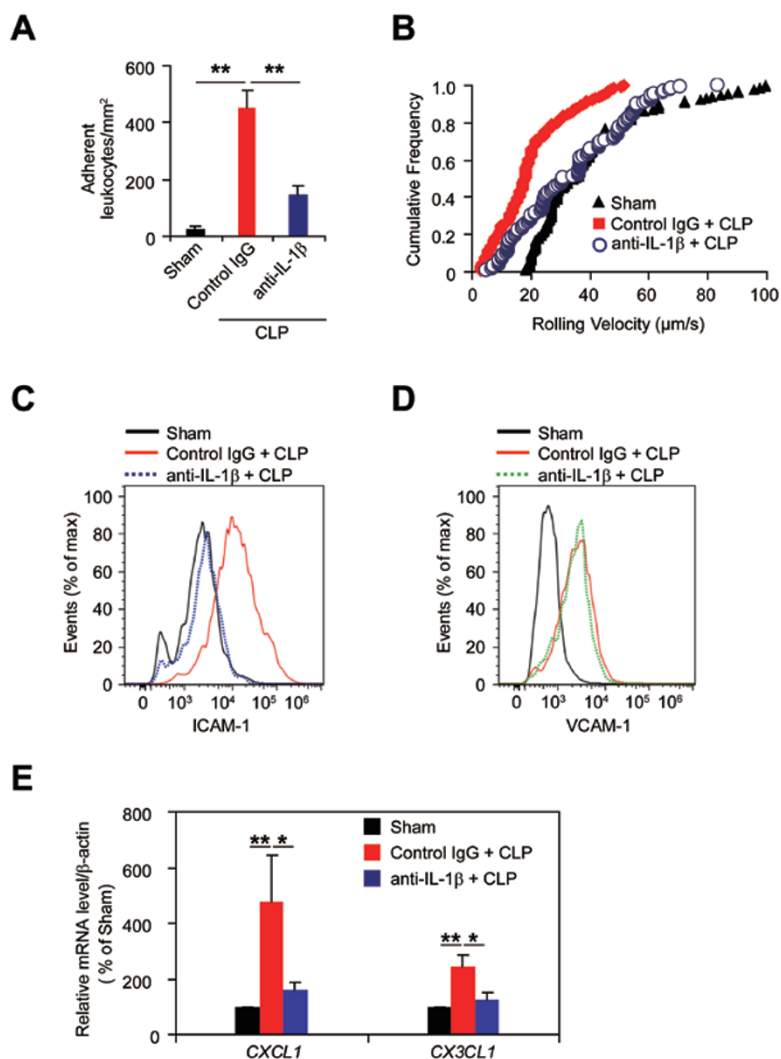 A
600
400
200
0
Adherent
leukocytes/mm²
**
**
Sham
Control IgG
anti-IL-1β
CLP
B
1.0
0.8
0.6
0.4
0.2
0
Cumulative Frequency
Sham
Control IgG + CLP
anti-IL-1β + CLP
0 20 40 60 80 100
Rolling Velocity (µm/s)
C
Sham
Control IgG + CLP
anti-IL-1β + CLP
100
80
60
40
20
0
Events (% of max)
0 10³ 10⁴ 10⁵ 10⁶
ICAM-1
D
Sham
Control IgG + CLP
anti-IL-1β + CLP
100
80
60
40
20
0
Events (% of max)
0 10³ 10⁴ 10⁵ 10⁶
VCAM-1
E
800
600
400
200
0
Relative mRNA level/β-actin
( % of Sham)
Sham
Control IgG + CLP
anti-IL-1β + CLP
** *
** *
CXCL1 CX3CL1